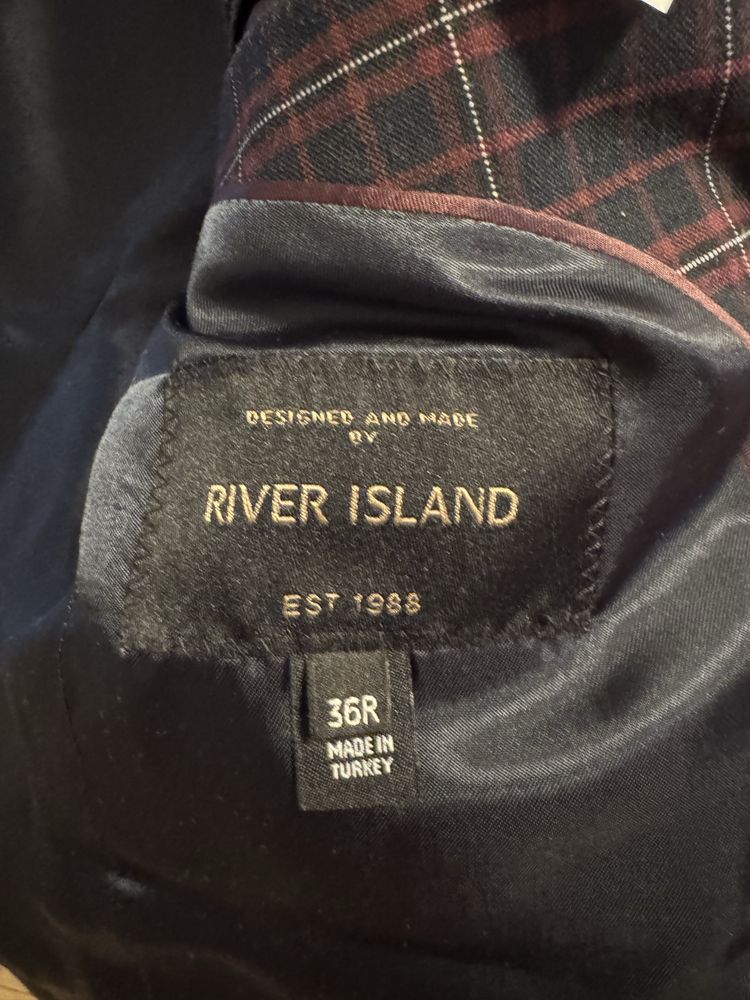 DESIGNED AND MADE
BY
RIVER ISLAND
EST 1988
36R
MADE IN
TURKEY